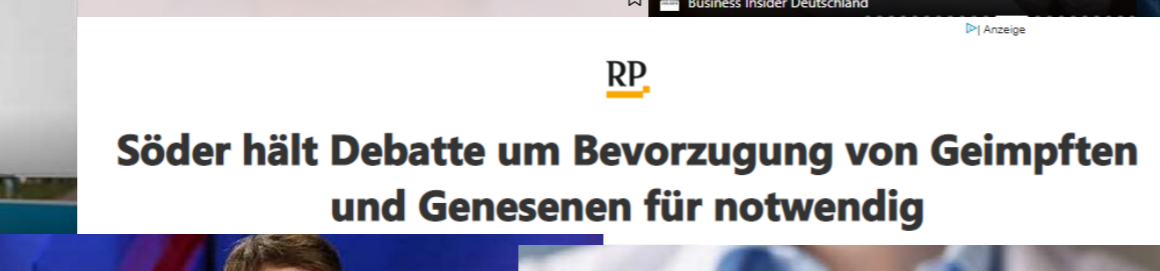 Business Insider Deutschland
| Anzeige
RP
Söder hält Debatte um Bevorzugung von Geimpften
und Genesenen für notwendig